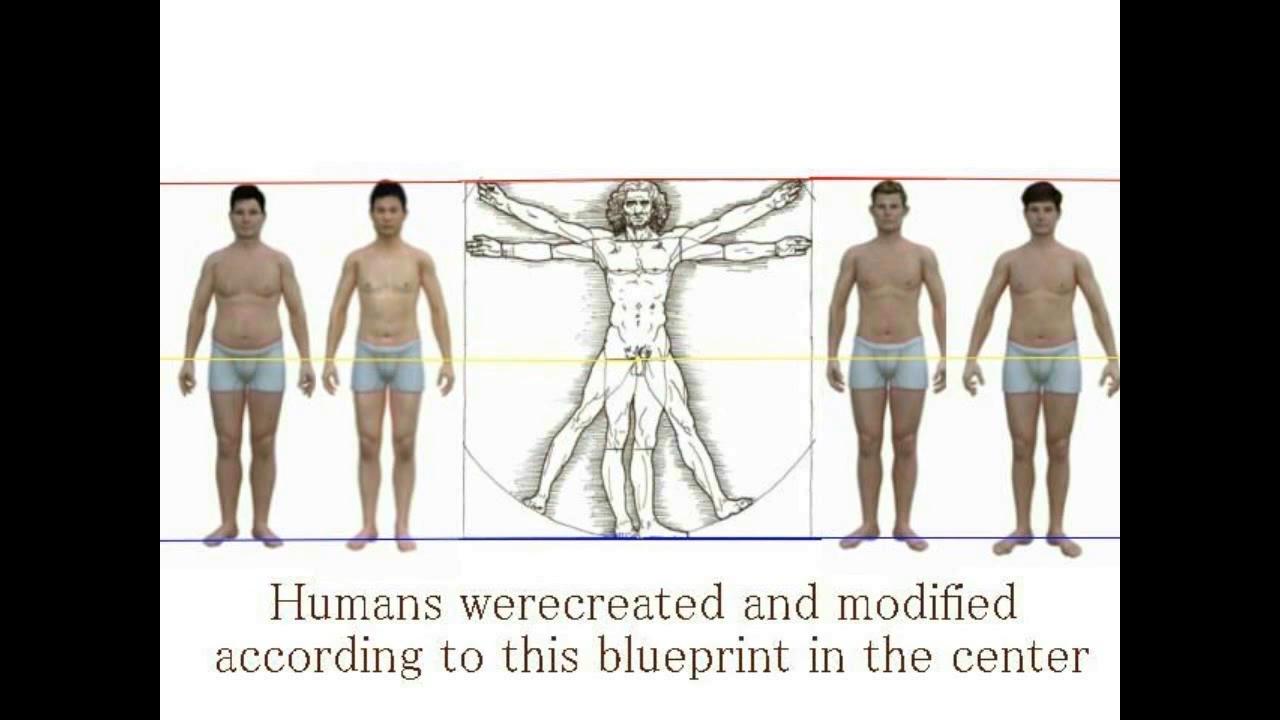 Humans werecreated and modified
according to this blueprint in the center